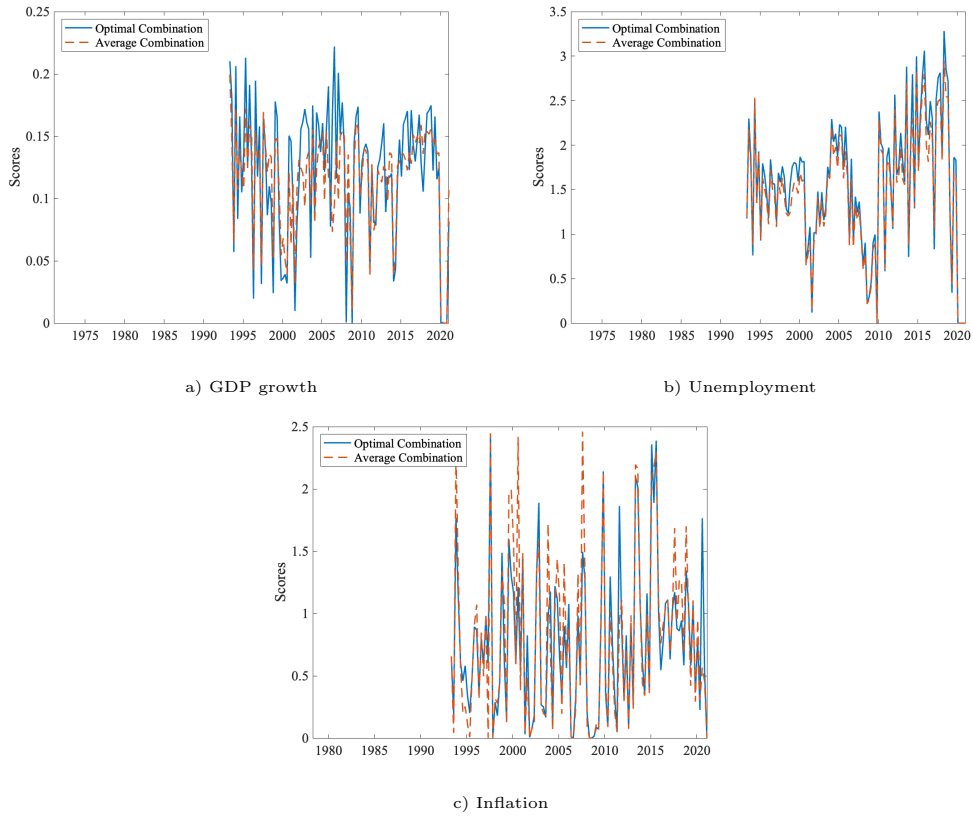 0.25
0.2
0.15
0.1
0.05
0
Scores
Optimal Combination
Average Combination
1975 1980 1985 1990 1995 2000 2005 2010 2015 2020
a) GDP growth
3.5
3
2.5
2
1.5
1
0.5
0
Scores
Optimal Combination
Average Combination
1975 1980 1985 1990 1995 2000 2005 2010 2015 2020
b) Unemployment
2.5
2
1.5
1
0.5
0
Scores
Optimal Combination
Average Combination
1980 1985 1990 1995 2000 2005 2010 2015 2020
c) Inflation